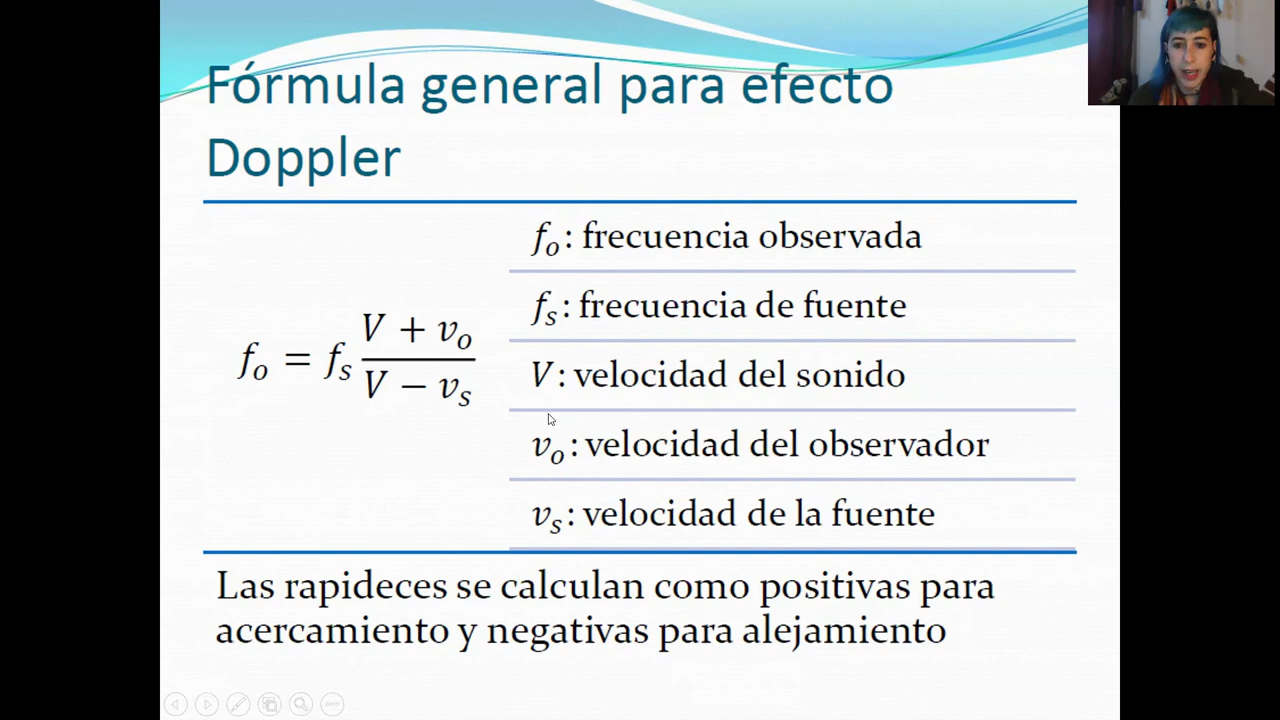 Fórmula general para efecto
Doppler
f_o = f_s \frac{V + v_o}{V - v_s}
f_o: frecuencia observada
f_s: frecuencia de fuente
V: velocidad del sonido
v_o: velocidad del observador
v_s: velocidad de la fuente
Las rapideces se calculan como positivas para
acercamiento y negativas para alejamiento